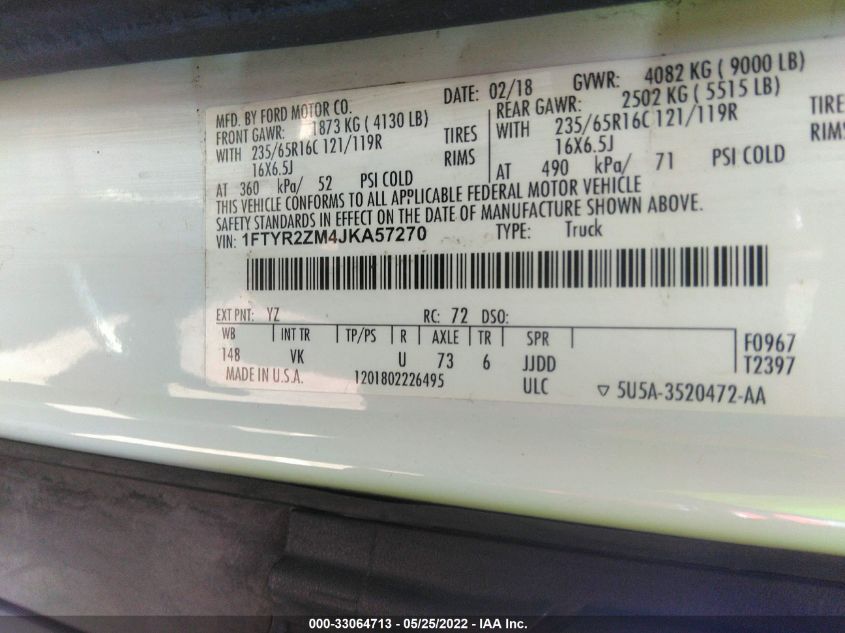 MFD. BY FORD MOTOR CO. DATE: 02/18 GVWR: 4082 KG ( 9000 LB)
FRONT GAWR: 1873 KG ( 4130 LB) REAR GAWR: 2502 KG ( 5515 LB)
WITH 235/65R16C 121/119R TIRES WITH 235/65R16C 121/119R TIRES
16X6.5J RIMS 16X6.5J RIMS
AT 360 kPa/ 52 PSI COLD AT 490 kPa/ 71 PSI COLD
THIS VEHICLE CONFORMS TO ALL APPLICABLE FEDERAL MOTOR VEHICLE
SAFETY STANDARDS IN EFFECT ON THE DATE OF MANUFACTURE SHOWN ABOVE.
VIN: 1FTYR2ZM4JKA57270 TYPE: Truck
EXT PNT: YZ RC: 72 DSO:
WB INT TR TP/PS R AXLE TR SPR F0967
148 VK U 73 6 JJDD T2397
MADE IN U.S.A. 1201802226495 ULC ▽ 5U5A-3520472-AA
000-33064713 - 05/25/2022 - IAA Inc.